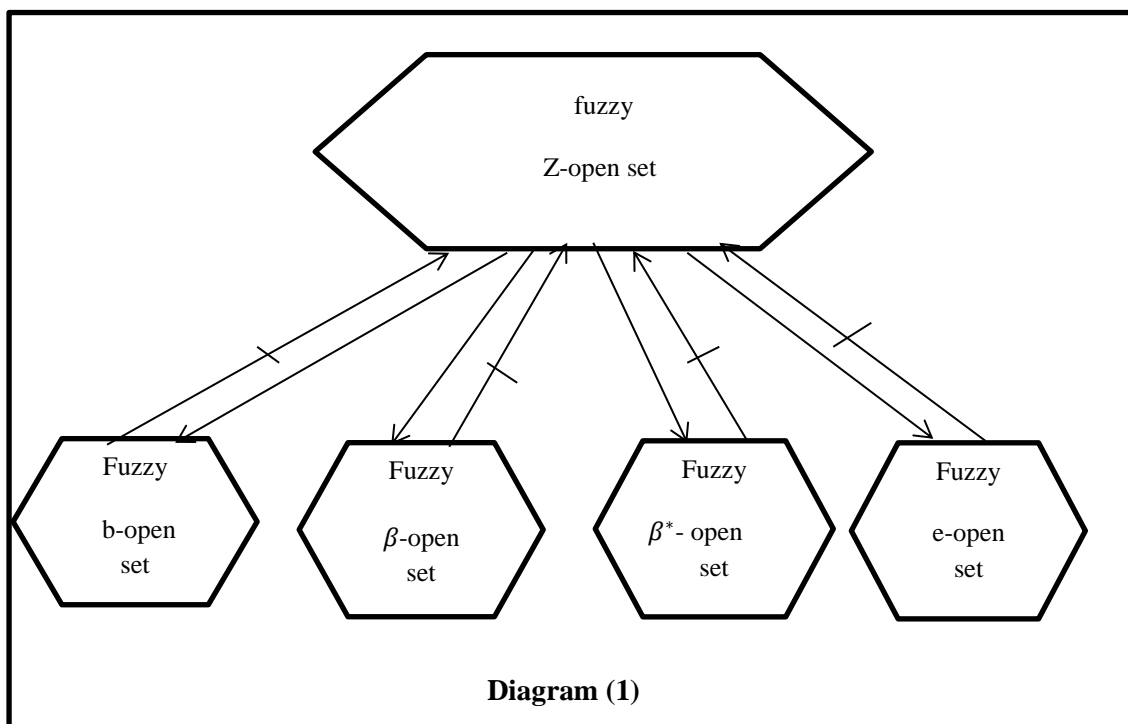 fuzzy
Z-open set
Fuzzy
b-open
set
Fuzzy
β-open
set
Fuzzy
β*- open
set
Fuzzy
e-open
set
Diagram (1)